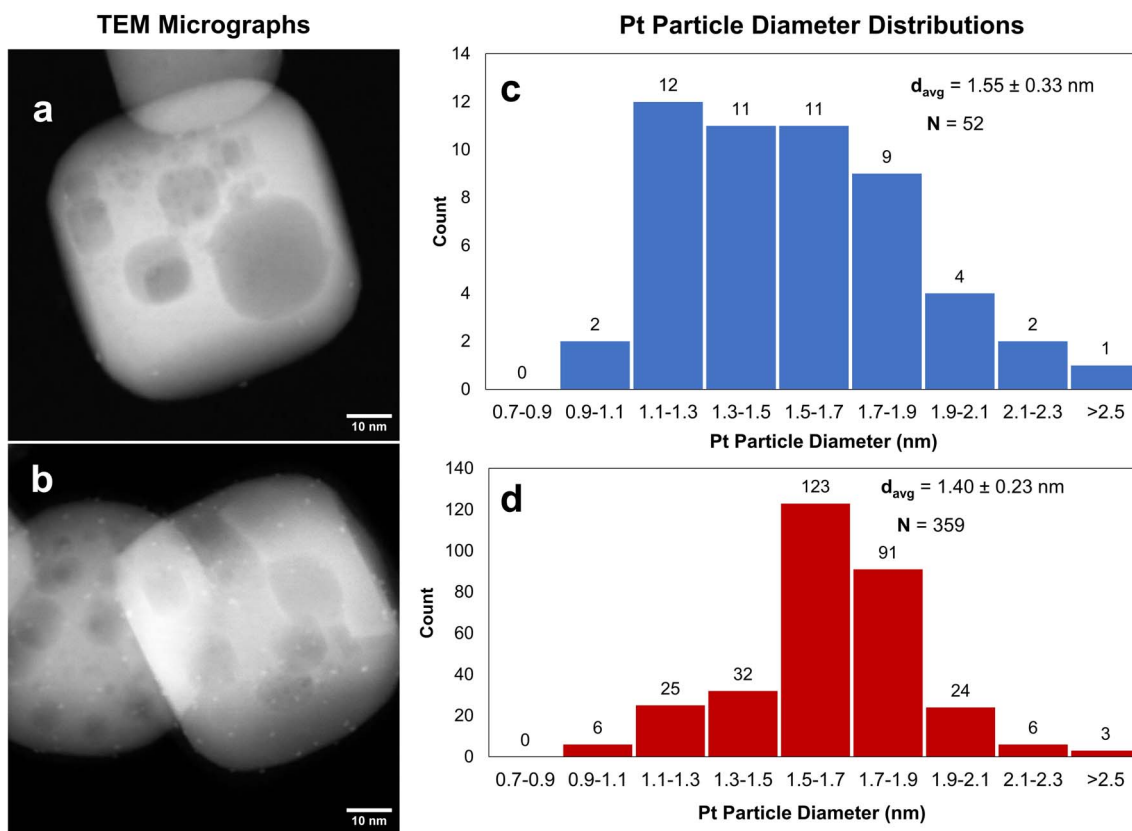 TEM Micrographs
Pt Particle Diameter Distributions
a
10 nm
b
10 nm
c
d_avg = 1.55 ± 0.33 nm
N = 52
14
12
10
8
6
4
2
0
Count
0 2 12 11 11 9 4 2 1
0.7-0.9 0.9-1.1 1.1-1.3 1.3-1.5 1.5-1.7 1.7-1.9 1.9-2.1 2.1-2.3 >2.5
Pt Particle Diameter (nm)
d
d_avg = 1.40 ± 0.23 nm
N = 359
140
120
100
80
60
40
20
0
Count
0 6 25 32 123 91 24 6 3
0.7-0.9 0.9-1.1 1.1-1.3 1.3-1.5 1.5-1.7 1.7-1.9 1.9-2.1 2.1-2.3 >2.5
Pt Particle Diameter (nm)